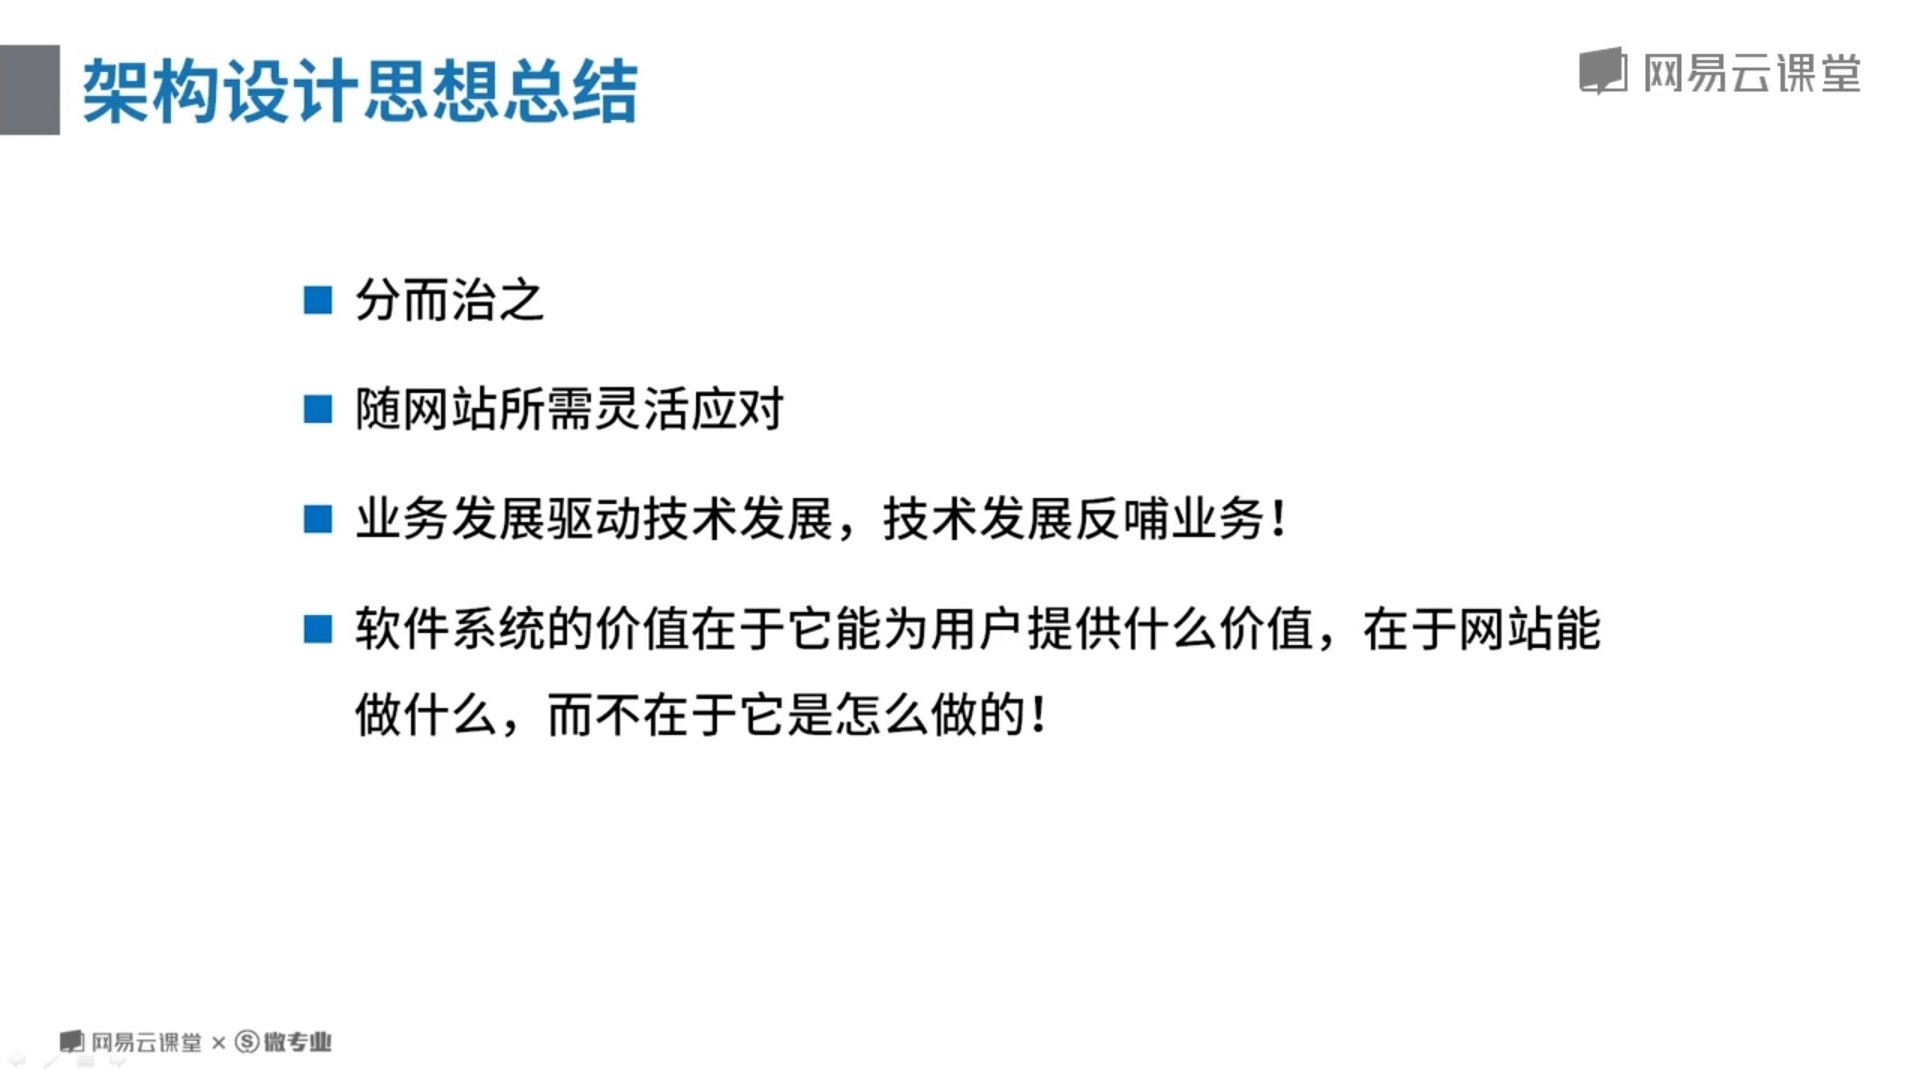 架构设计思想总结
网易云课堂
分而治之
随网站所需灵活应对
业务发展驱动技术发展，技术发展反哺业务！
软件系统的价值在于它能为用户提供什么价值，在于网站能
做什么，而不在于它是怎么做的！
网易云课堂 × Ⓢ微专业